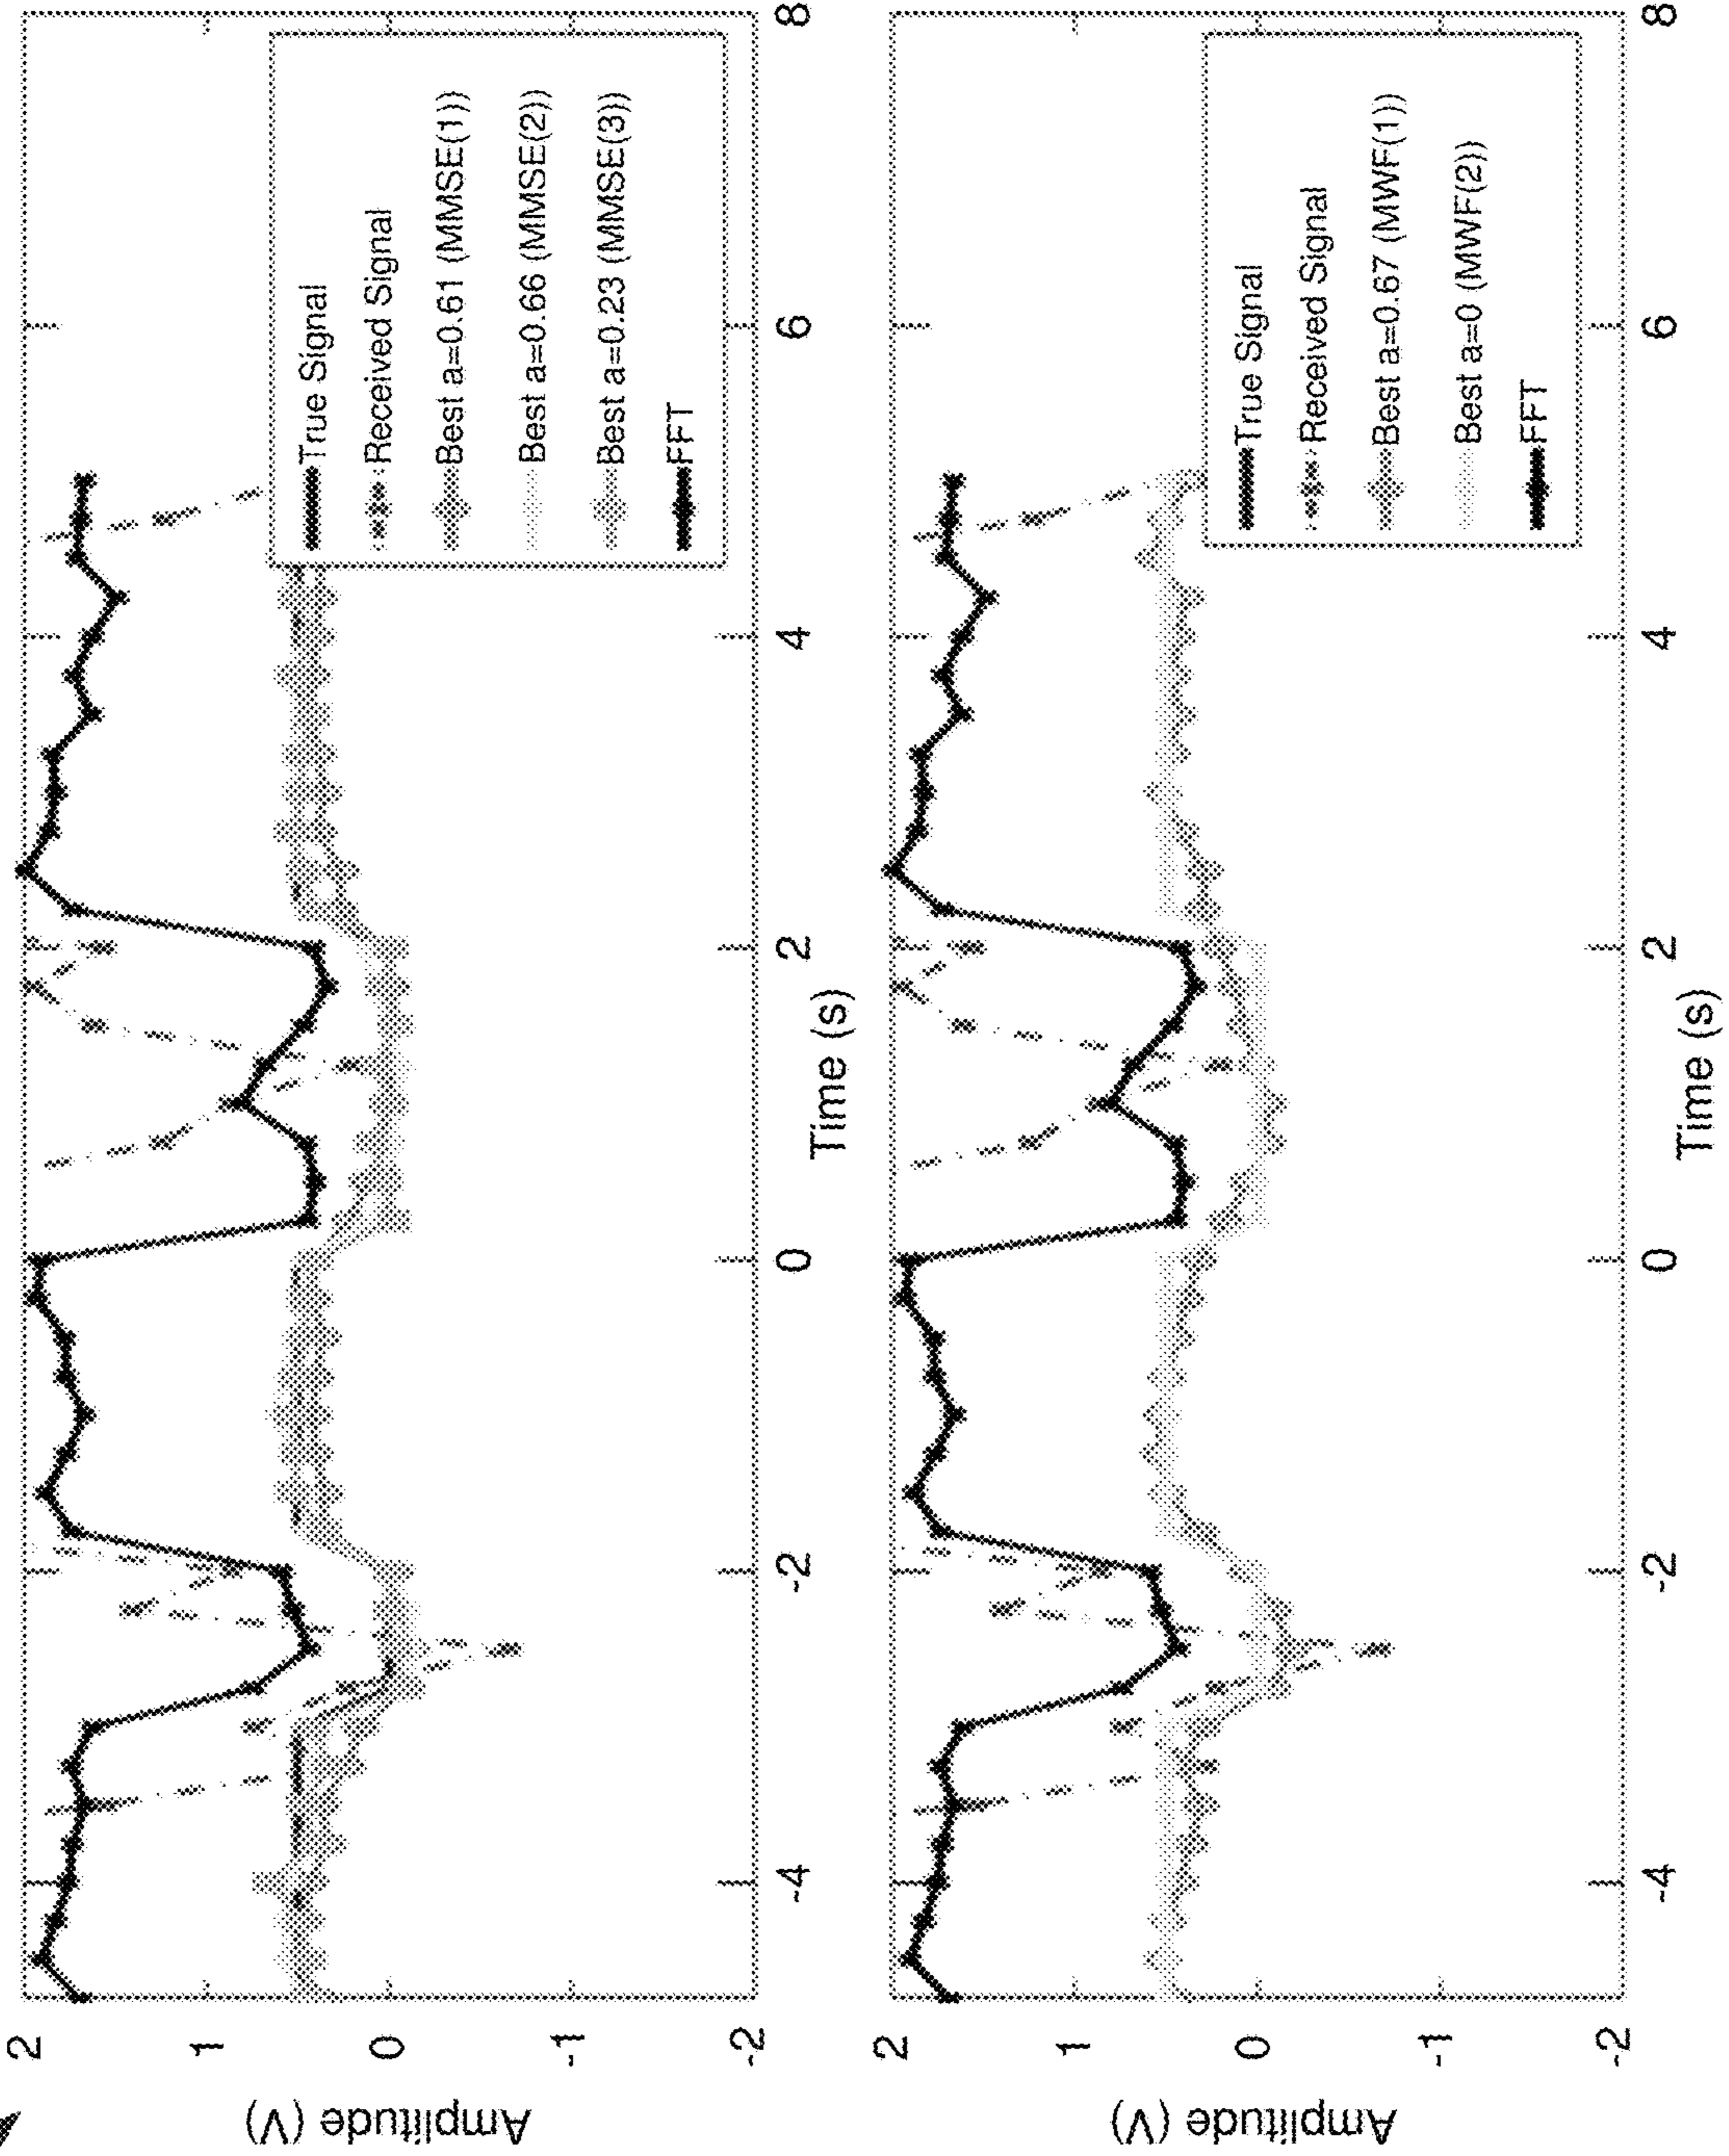 2
1
0
-1
-2
Amplitude (V)
-4
-2
0
2
4
6
8
Time (s)
True Signal
Received Signal
Best a=0.61 (MMSE(1))
Best a=0.66 (MMSE(2))
Best a=0.23 (MMSE(3))
FFT
2
1
0
-1
-2
Amplitude (V)
-4
-2
0
2
4
6
8
Time (s)
True Signal
Received Signal
Best a=0.67 (MWF(1))
Best a=0 (MWF(2))
FFT